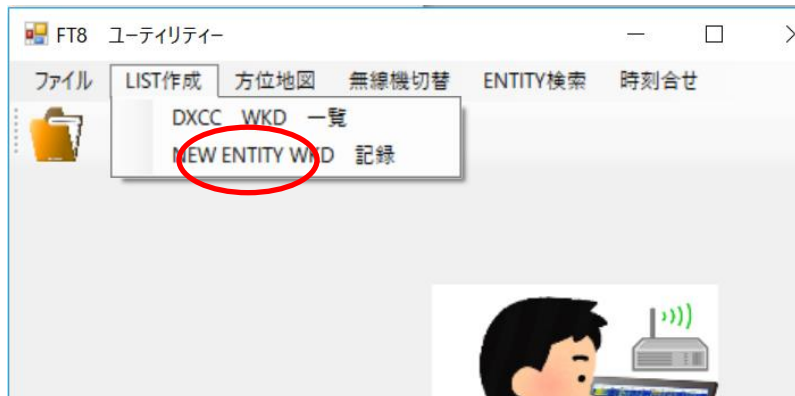 FT8 ユーティリティー
ファイル LIST作成 方位地図 無線機切替 ENTITY検索 時刻合せ
DXCC WKD 一覧
NEW ENTITY WKD 記録